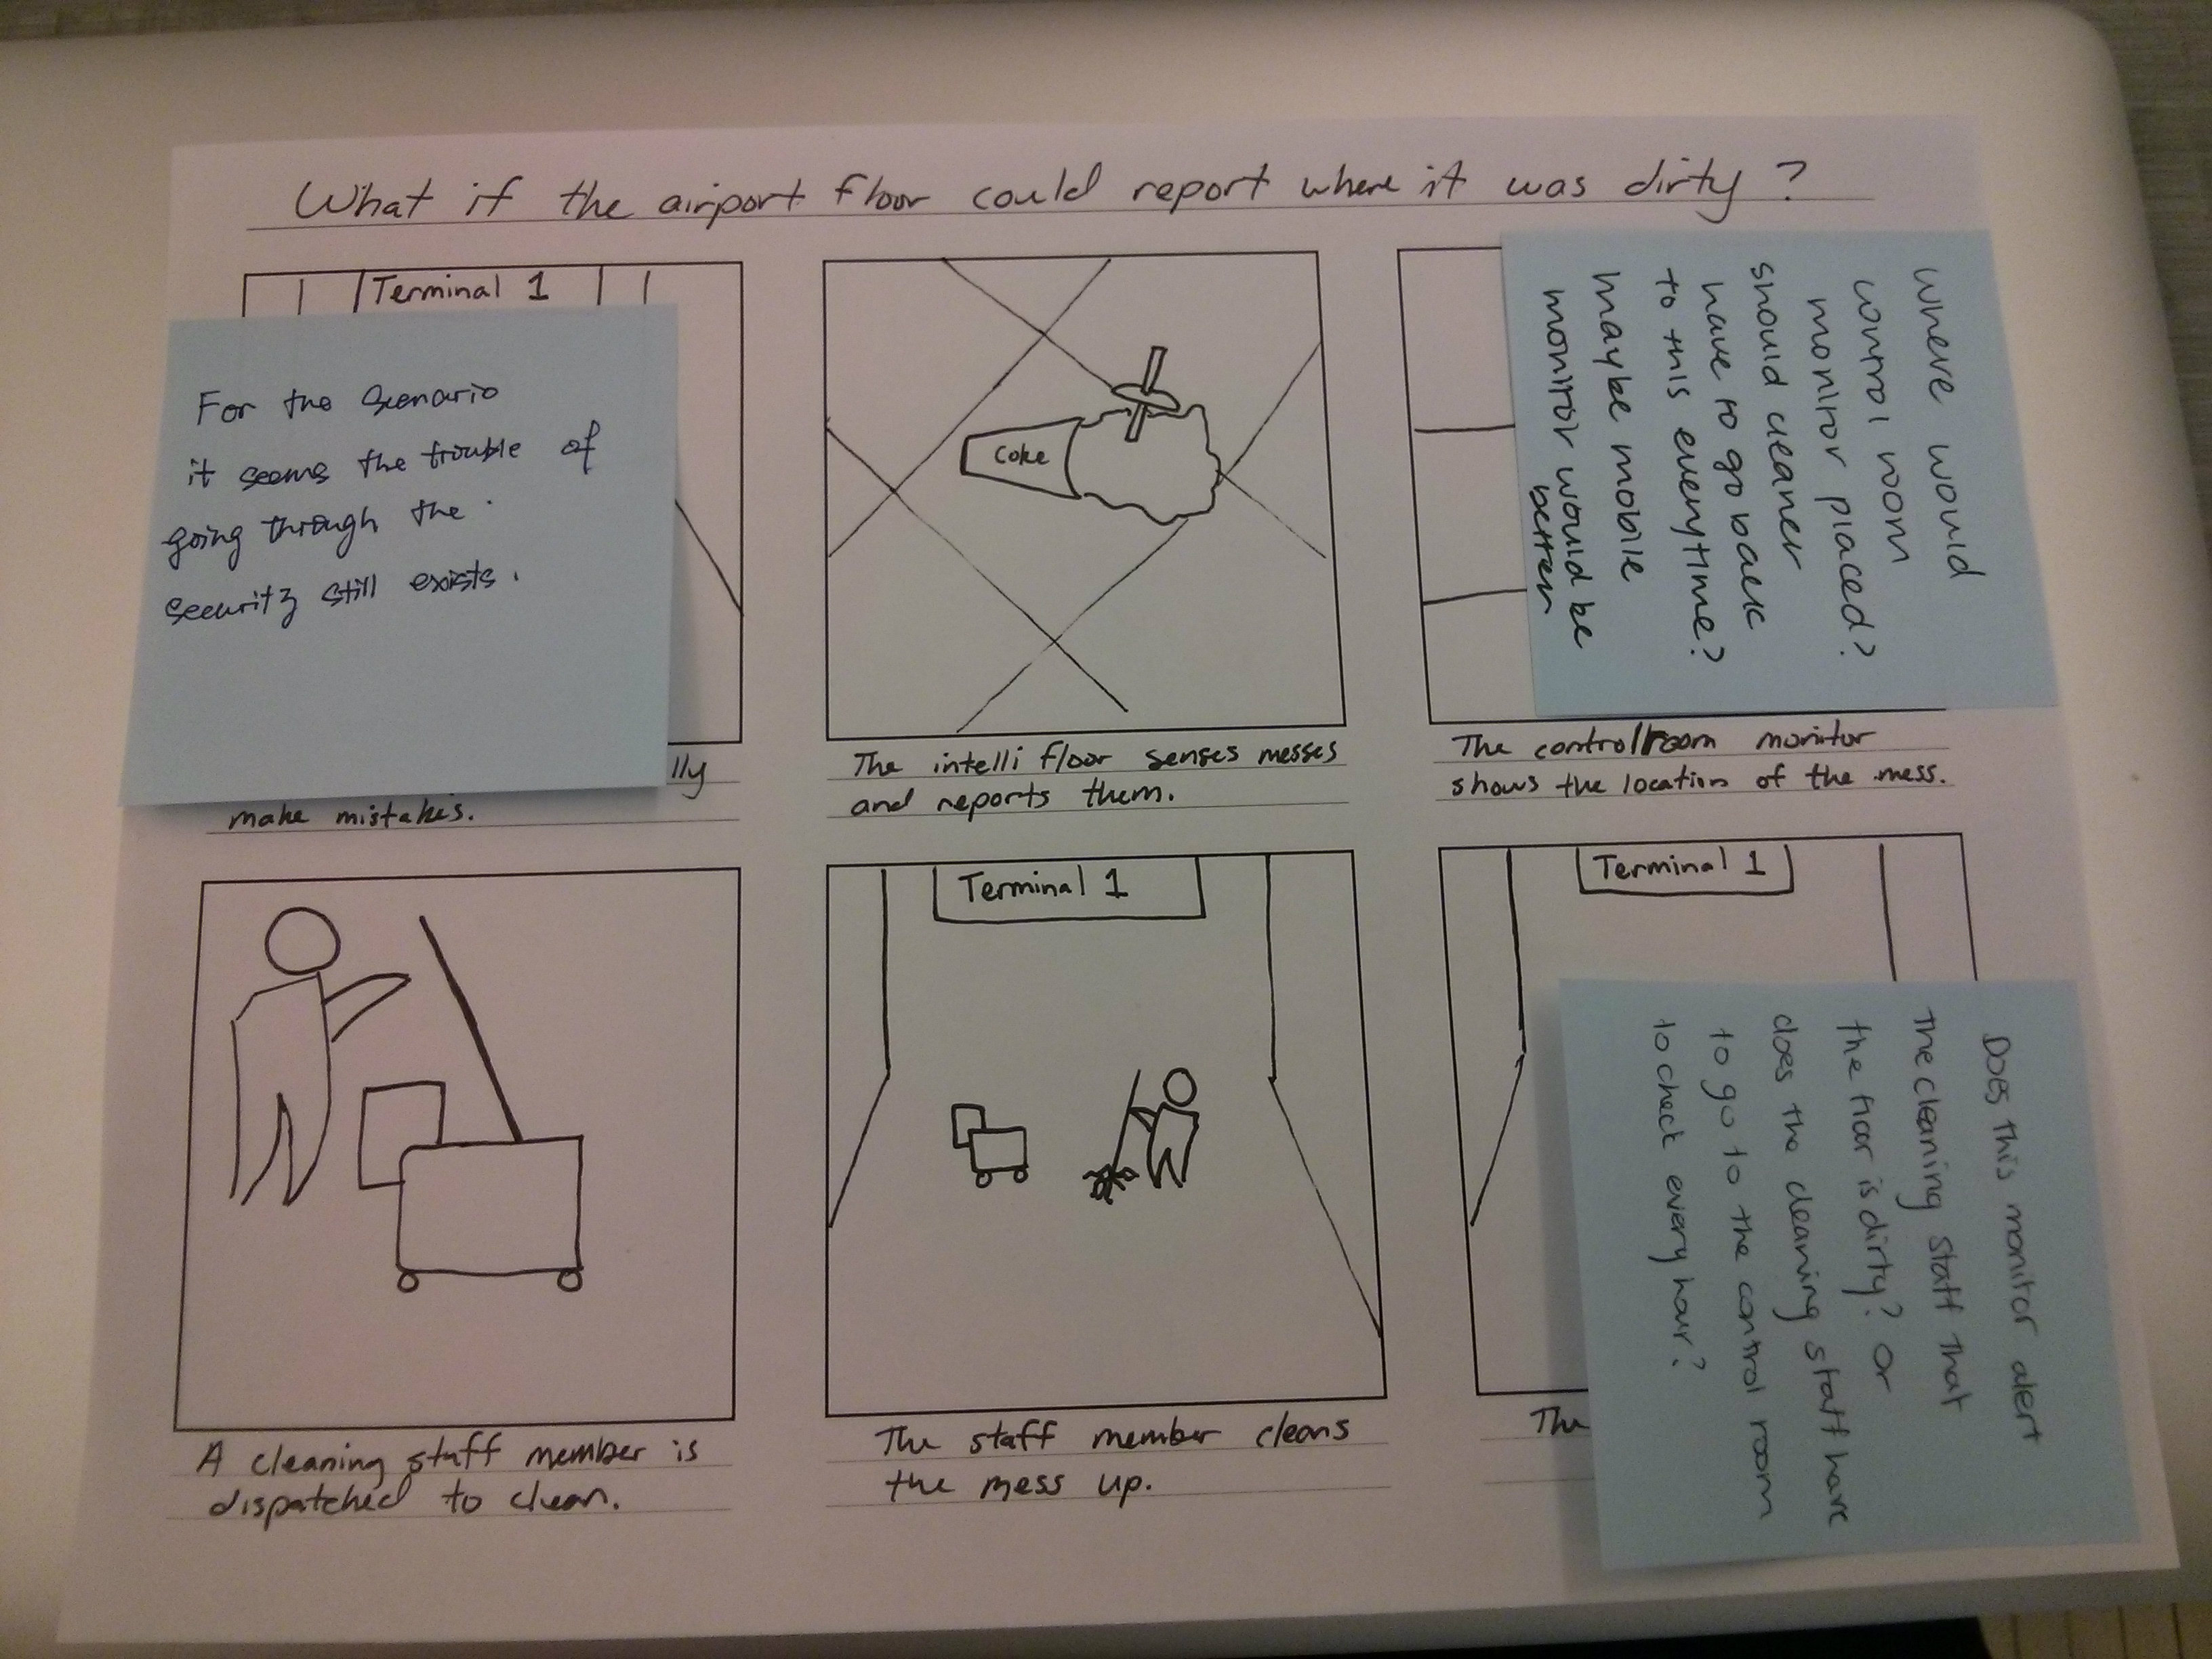 What if the airport floor could report where it was dirty?
Terminal 1
For the Scenario
it seems the trouble of
going through the
security still exists.
lly
make mistakes.
Coke
The intelli floor senses messes
and reports them.
where would
control room
monitor placed?
should cleaner
have to go back
to this everytime?
maybe mobile
monitor would be
better
The controlroom monitor
shows the location of the mess.
A cleaning staff member is
dispatched to clean.
Terminal 1
The staff member cleans
the mess up.
Terminal 1
The
Does this monitor alert
the cleaning staff that
the floor is dirty? Or
does the cleaning staff have
to go to the control room
to check every hour?